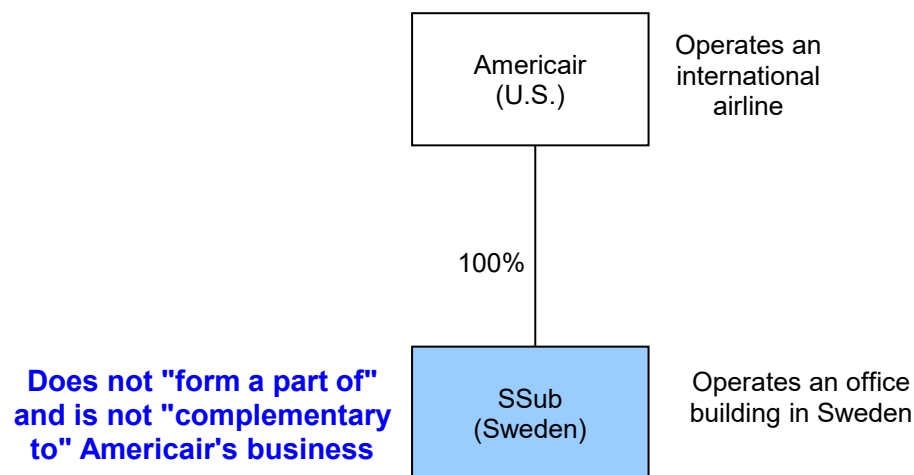 Americair
(U.S.)
Operates an
international
airline
100%
Does not "form a part of"
and is not "complementary
to" Americair's business
SSub
(Sweden)
Operates an office
building in Sweden